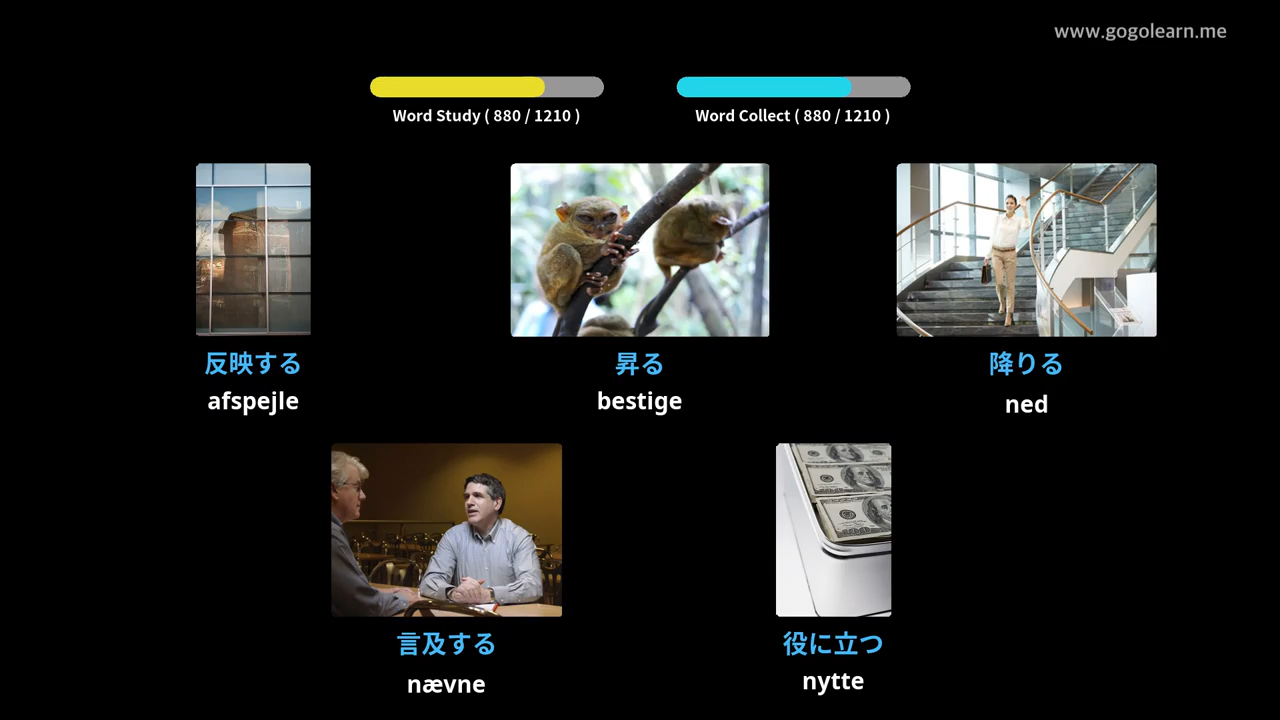 www.gogolearn.me
Word Study ( 880 / 1210 )
Word Collect ( 880 / 1210 )
反映する
afspejle
昇る
bestige
降りる
ned
言及する
nævne
役に立つ
nytte